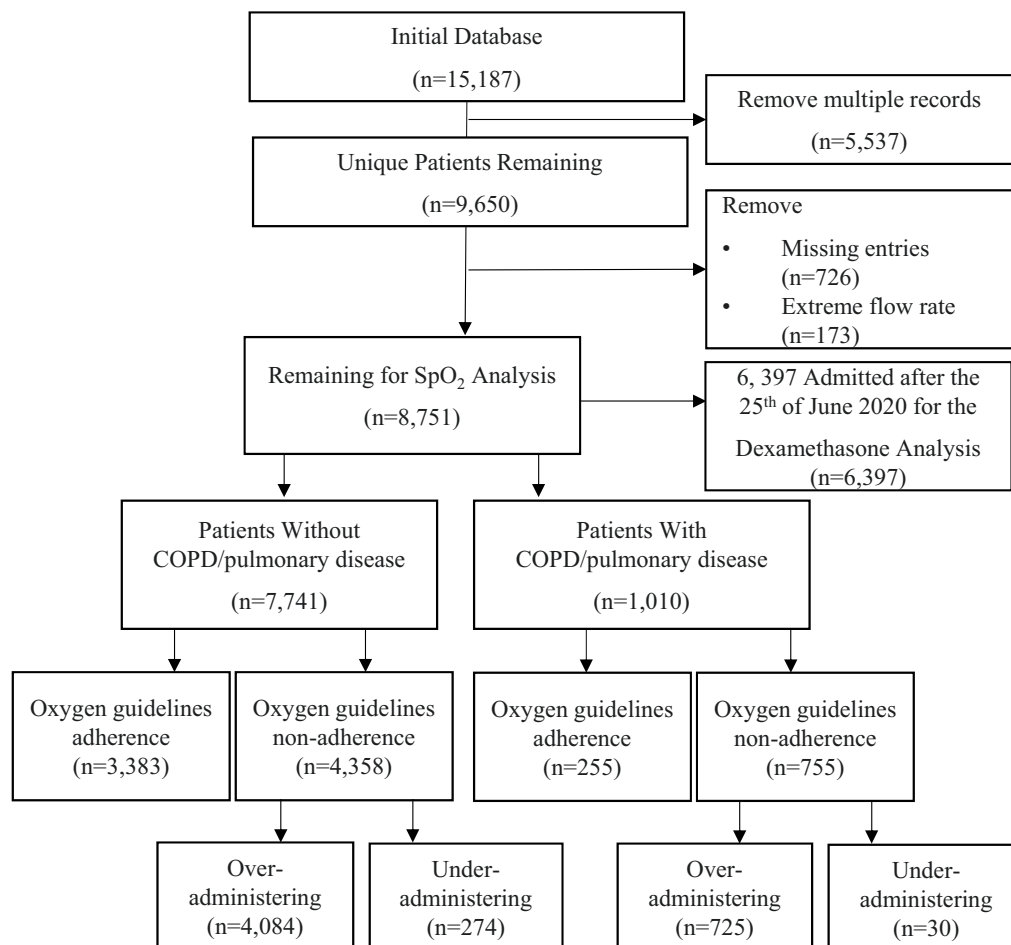 Initial Database
(n=15,187)
Remove multiple records
(n=5,537)
Unique Patients Remaining
(n=9,650)
Remove
• Missing entries
(n=726)
• Extreme flow rate
(n=173)
Remaining for SpO₂ Analysis
(n=8,751)
6, 397 Admitted after the
25ᵗʰ of June 2020 for the
Dexamethasone Analysis
(n=6,397)
Patients Without
COPD/pulmonary disease
(n=7,741)
Patients With
COPD/pulmonary disease
(n=1,010)
Oxygen guidelines
adherence
(n=3,383)
Oxygen guidelines
non-adherence
(n=4,358)
Oxygen guidelines
adherence
(n=255)
Oxygen guidelines
non-adherence
(n=755)
Over-
administering
(n=4,084)
Under-
administering
(n=274)
Over-
administering
(n=725)
Under-
administering
(n=30)